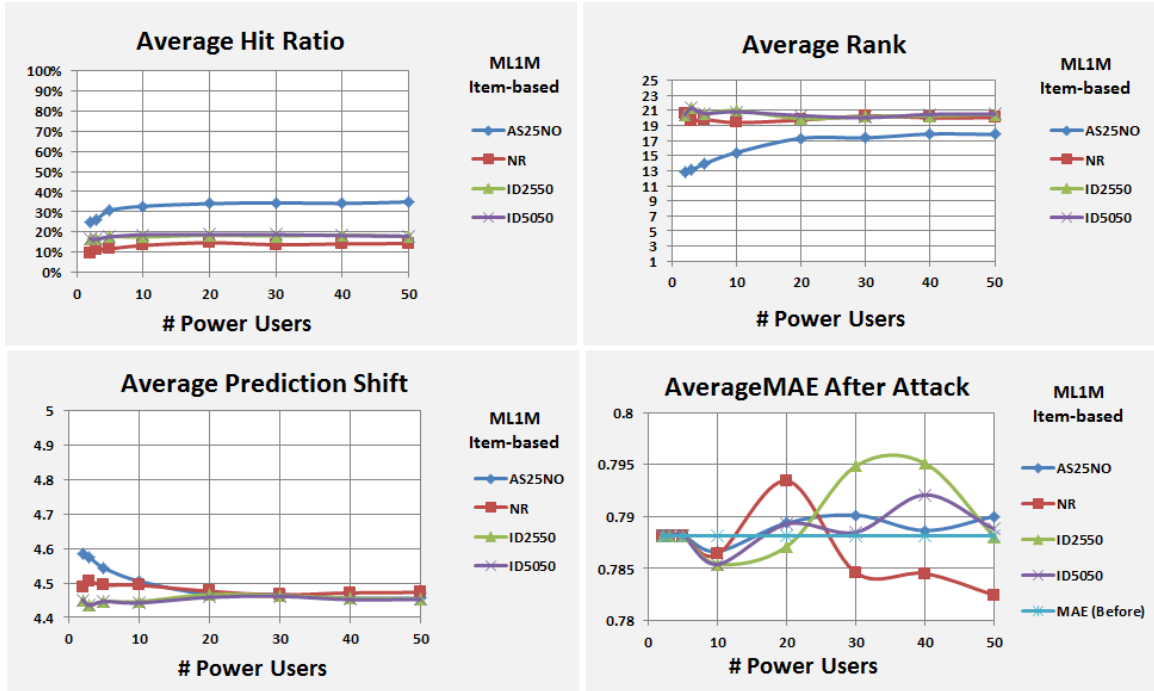 Average Hit Ratio
ML1M
Item-based
100%
90%
80%
70%
60%
50%
40%
30%
20%
10%
0%
0 10 20 30 40 50
# Power Users
AS25NO
NR
ID2550
ID5050
Average Rank
ML1M
Item-based
25
23
21
19
17
15
13
11
9
7
5
3
1
0 10 20 30 40 50
# Power Users
AS25NO
NR
ID2550
ID5050
Average Prediction Shift
ML1M
Item-based
5
4.9
4.8
4.7
4.6
4.5
4.4
0 10 20 30 40 50
# Power Users
AS25NO
NR
ID2550
ID5050
AverageMAE After Attack
ML1M
Item-based
0.8
0.795
0.79
0.785
0.78
0 10 20 30 40 50
# Power Users
AS25NO
NR
ID2550
ID5050
MAE (Before)